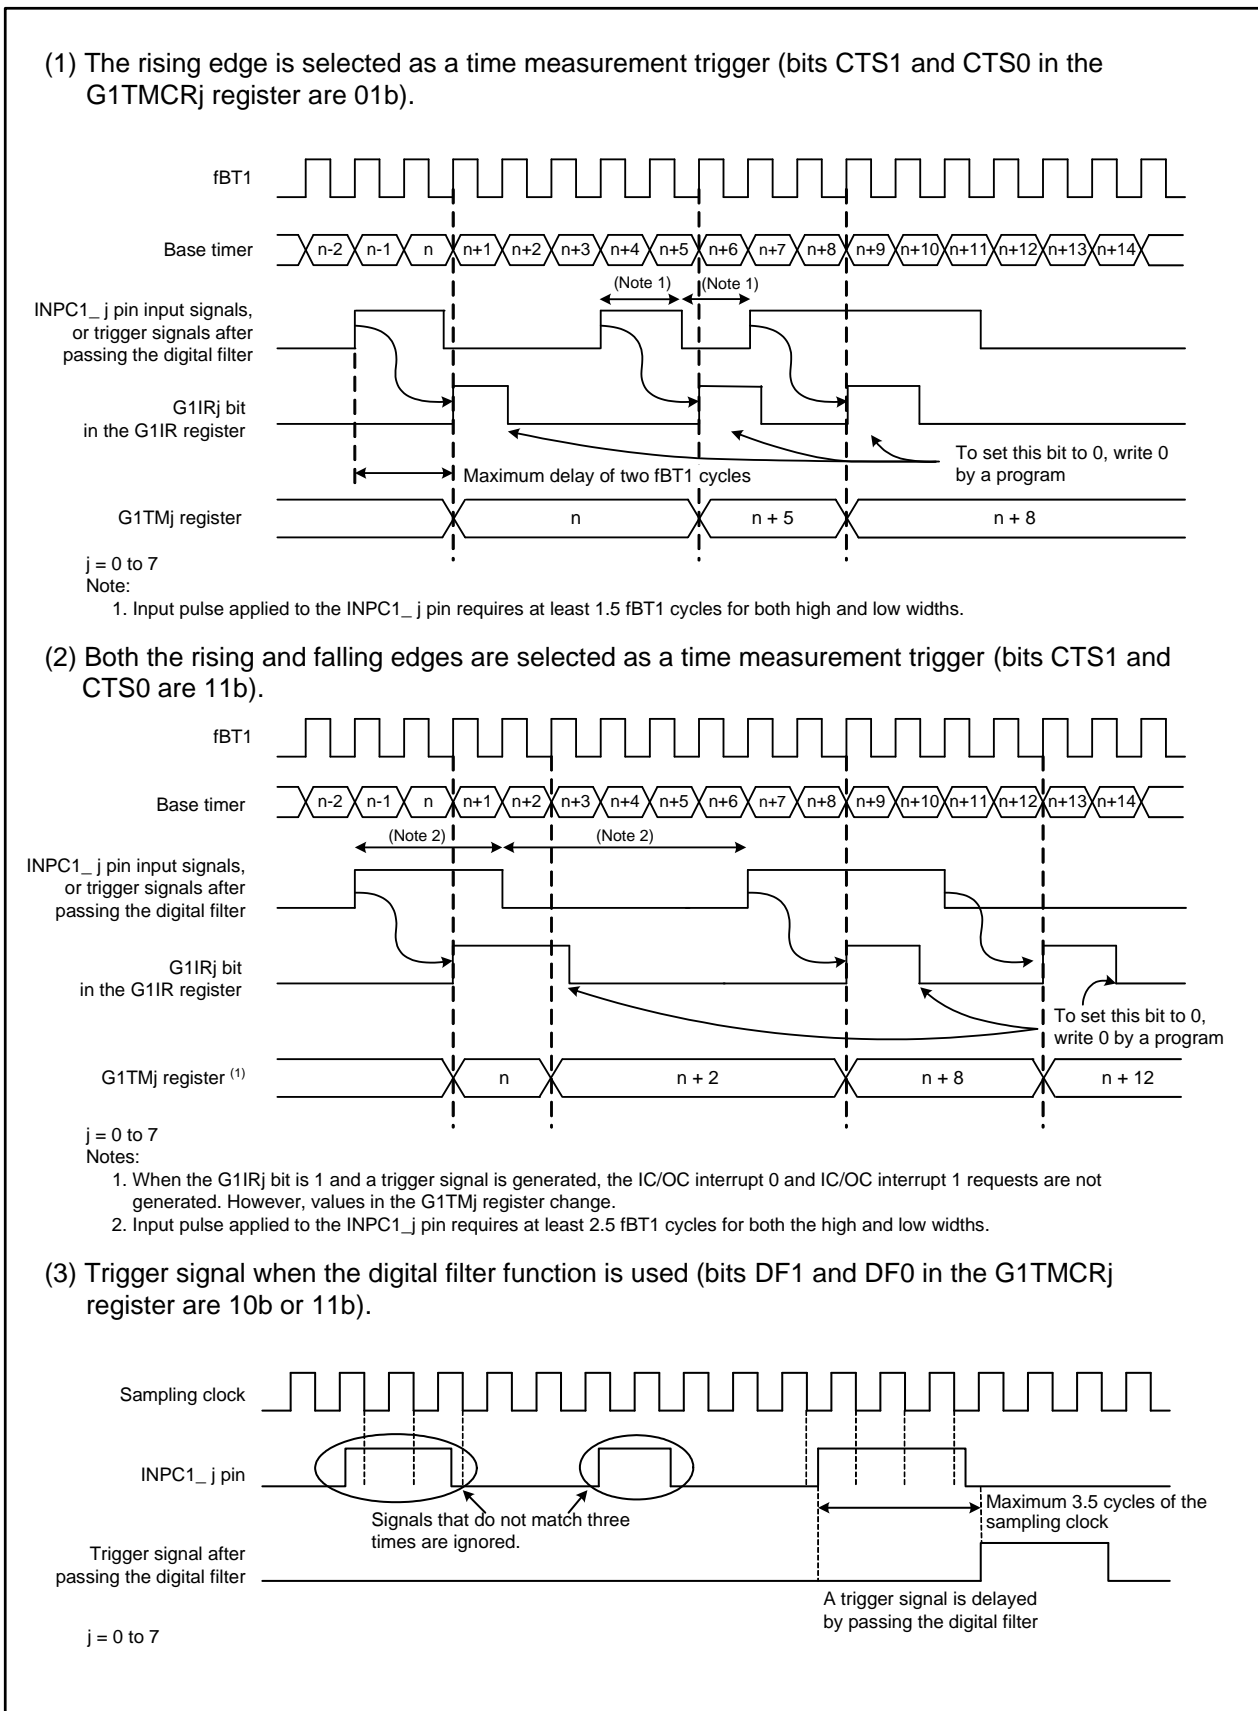 (1) The rising edge is selected as a time measurement trigger (bits CTS1 and CTS0 in the
G1TMCRj register are 01b).
fBT1
Base timer
n-2 n-1 n n+1 n+2 n+3 n+4 n+5 n+6 n+7 n+8 n+9 n+10 n+11 n+12 n+13 n+14
(Note 1) (Note 1)
INPC1_ j pin input signals,
or trigger signals after
passing the digital filter
G1IRj bit
in the G1IR register
To set this bit to 0, write 0
by a program
Maximum delay of two fBT1 cycles
G1TMj register
n n + 5 n + 8
j = 0 to 7
Note:
1. Input pulse applied to the INPC1_ j pin requires at least 1.5 fBT1 cycles for both high and low widths.
(2) Both the rising and falling edges are selected as a time measurement trigger (bits CTS1 and
CTS0 are 11b).
fBT1
Base timer
n-2 n-1 n n+1 n+2 n+3 n+4 n+5 n+6 n+7 n+8 n+9 n+10 n+11 n+12 n+13 n+14
(Note 2) (Note 2)
INPC1_ j pin input signals,
or trigger signals after
passing the digital filter
G1IRj bit
in the G1IR register
To set this bit to 0,
write 0 by a program
G1TMj register (1)
n n + 2 n + 8 n + 12
j = 0 to 7
Notes:
1. When the G1IRj bit is 1 and a trigger signal is generated, the IC/OC interrupt 0 and IC/OC interrupt 1 requests are not
generated. However, values in the G1TMj register change.
2. Input pulse applied to the INPC1_j pin requires at least 2.5 fBT1 cycles for both the high and low widths.
(3) Trigger signal when the digital filter function is used (bits DF1 and DF0 in the G1TMCRj
register are 10b or 11b).
Sampling clock
INPC1_ j pin
Signals that do not match three
times are ignored.
Maximum 3.5 cycles of the
sampling clock
Trigger signal after
passing the digital filter
A trigger signal is delayed
by passing the digital filter
j = 0 to 7